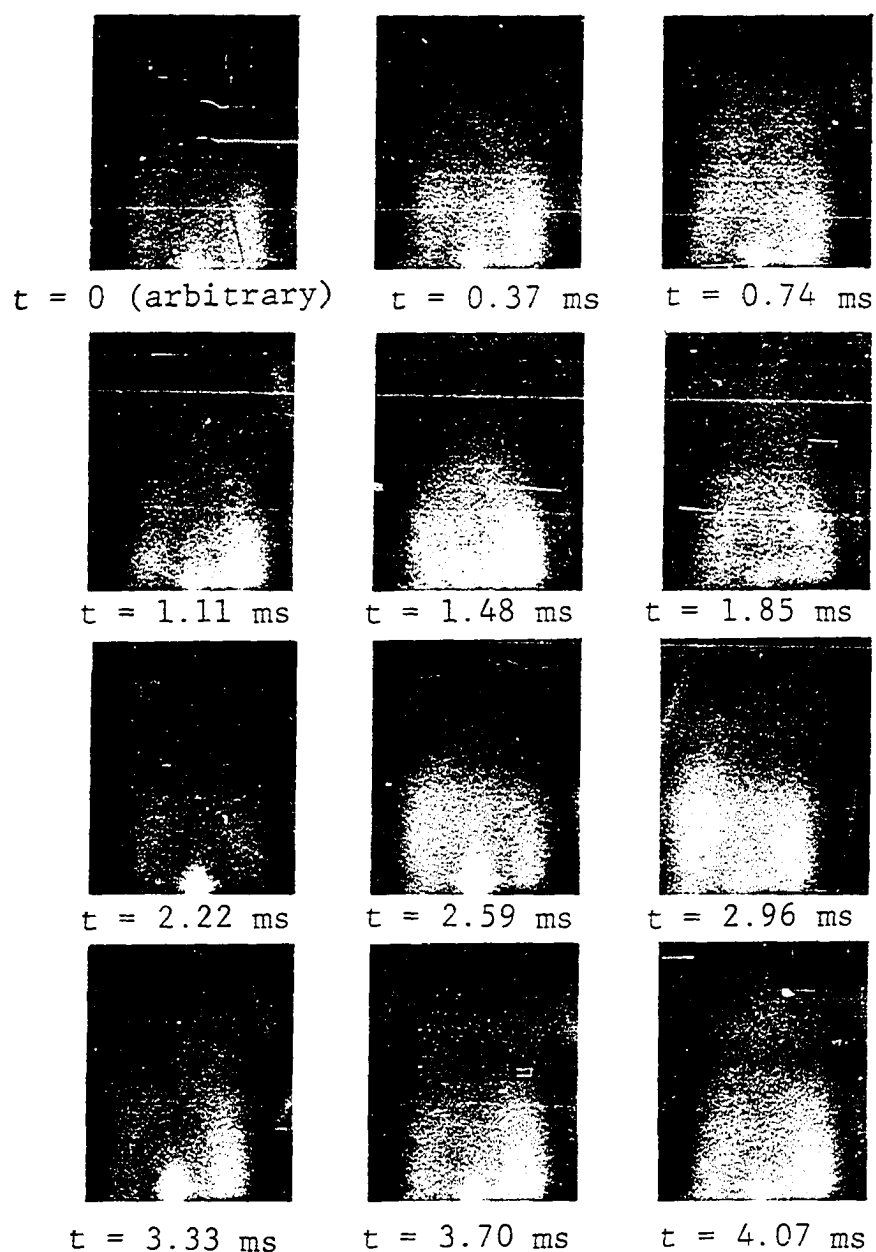 t = 0 (arbitrary) t = 0.37 ms t = 0.74 ms
t = 1.11 ms t = 1.48 ms t = 1.85 ms
t = 2.22 ms t = 2.59 ms t = 2.96 ms
t = 3.33 ms t = 3.70 ms t = 4.07 ms